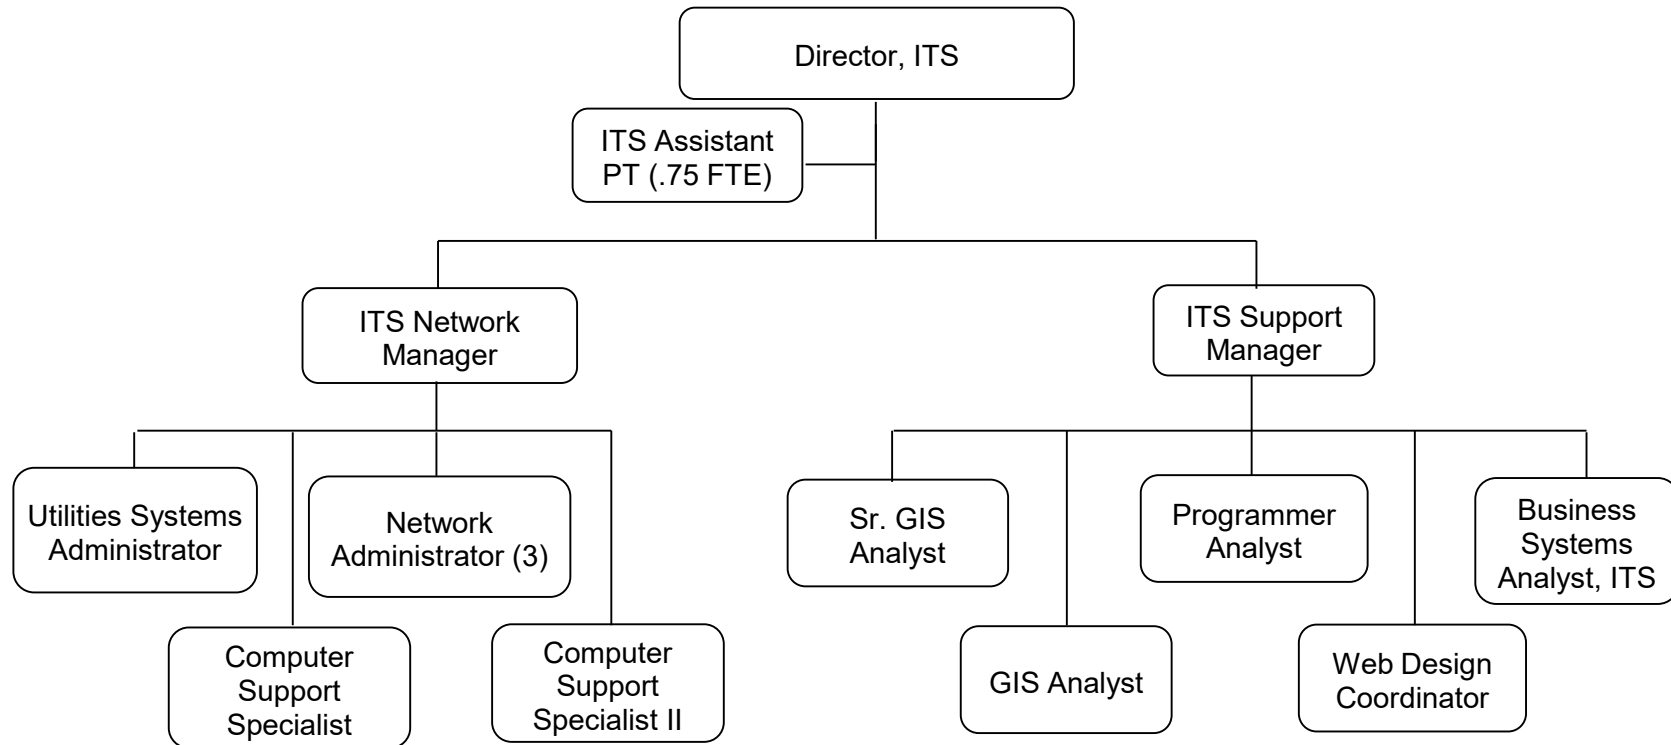 Director, ITS
ITS Assistant
PT (.75 FTE)
ITS Network
Manager
ITS Support
Manager
Utilities Systems
Administrator
Network
Administrator (3)
Sr. GIS
Analyst
Programmer
Analyst
Business
Systems
Analyst, ITS
Computer
Support
Specialist
Computer
Support
Specialist II
GIS Analyst
Web Design
Coordinator